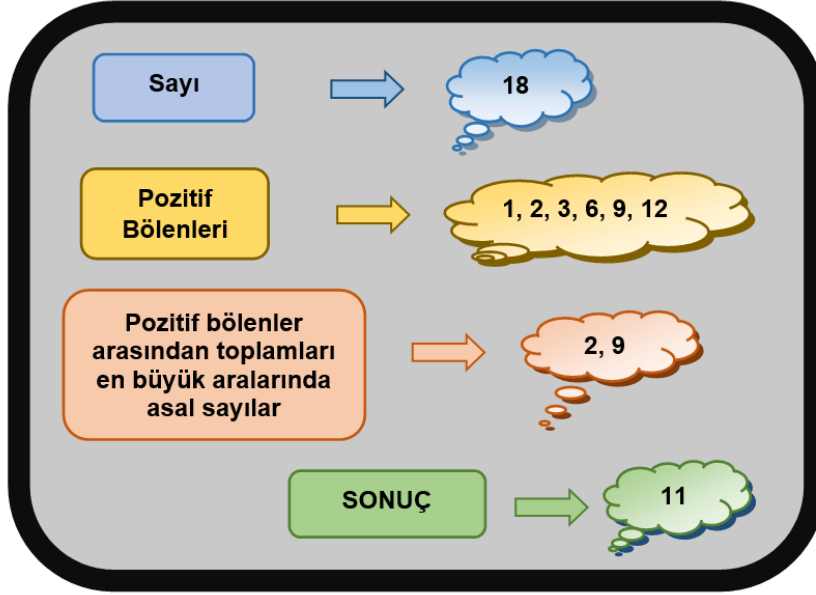 Sayı
18
Pozitif
Bölenleri
1, 2, 3, 6, 9, 12
Pozitif bölenler
arasından toplamları
en büyük aralarında
asal sayılar
2, 9
SONUÇ
11